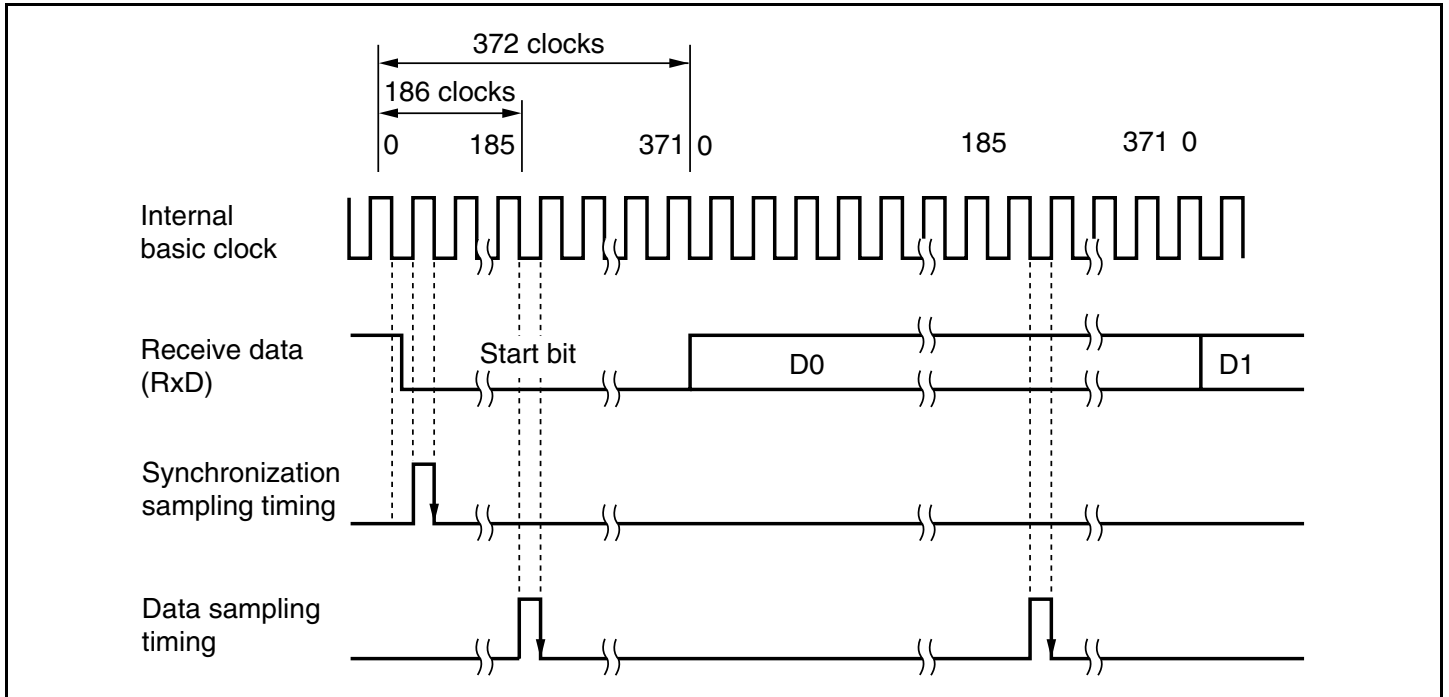 372 clocks
186 clocks
0 185 371 0 185 371 0
Internal
basic clock
Receive data
(RxD)
Start bit D0 D1
Synchronization
sampling timing
Data sampling
timing